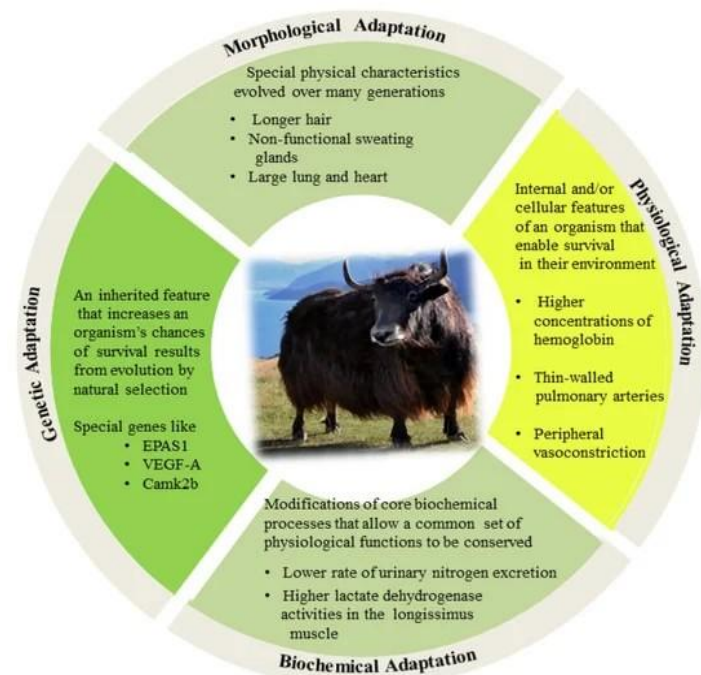 Morphological Adaptation
Special physical characteristics
evolved over many generations
• Longer hair
• Non-functional sweating
glands
• Large lung and heart
Physiological Adaptation
Internal and/or
cellular features
of an organism that
enable survival
in their environment
• Higher
concentrations of
hemoglobin
• Thin-walled
pulmonary arteries
• Peripheral
vasoconstriction
Genetic Adaptation
An inherited feature
that increases an
organism's chances
of survival results
from evolution by
natural selection
Special genes like
• EPAS1
• VEGF-A
• Camk2b
Modifications of core biochemical
processes that allow a common set of
physiological functions to be conserved
• Lower rate of urinary nitrogen excretion
• Higher lactate dehydrogenase
activities in the longissimus
muscle
Biochemical Adaptation